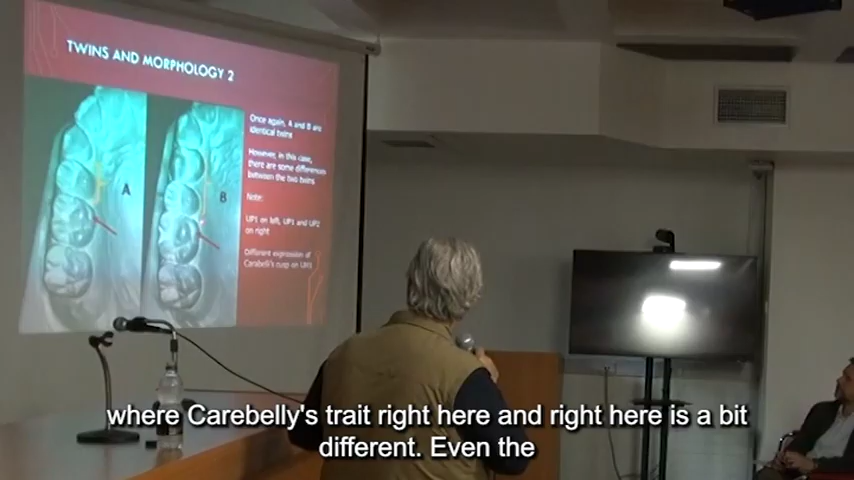 TWINS AND MORPHOLOGY 2
Once again, A and B are
identical twins
However, in this case,
there are some differences
between the two twins
Note:
UP1 on left, UP1 and UP2
on right
Different expression of
Carabelli's cusp on UM1
A
B
where Carebelly's trait right here and right here is a bit
different. Even the